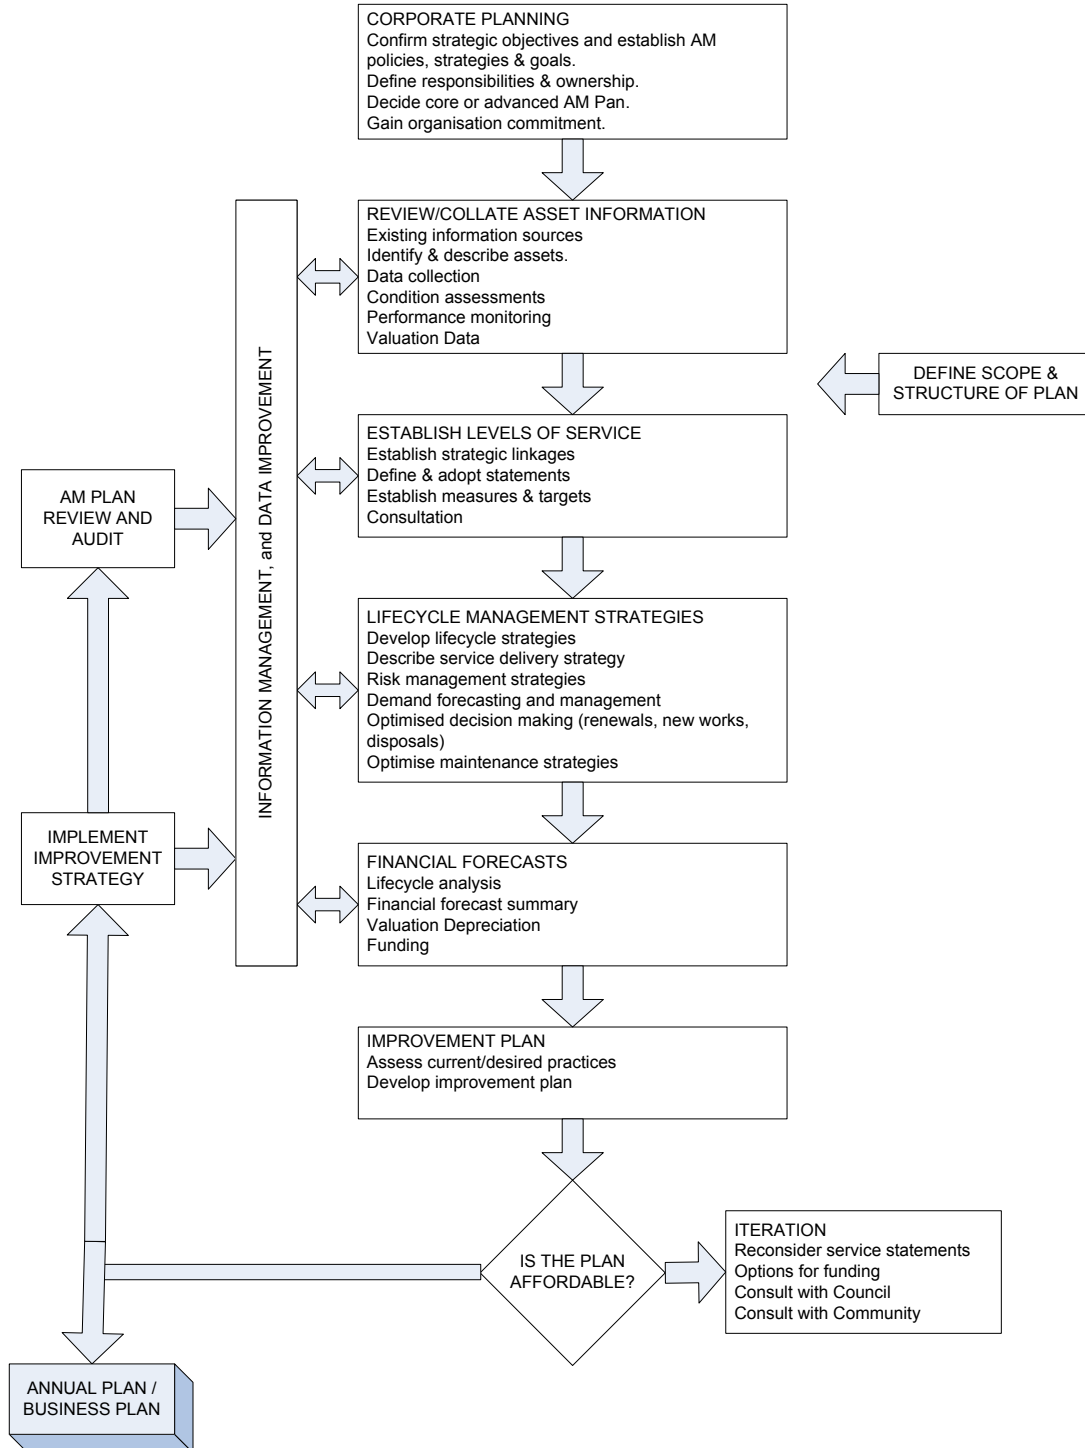 CORPORATE PLANNING
Confirm strategic objectives and establish AM
policies, strategies & goals.
Define responsibilities & ownership.
Decide core or advanced AM Pan.
Gain organisation commitment.
REVIEW/COLLATE ASSET INFORMATION
Existing information sources
Identify & describe assets.
Data collection
Condition assessments
Performance monitoring
Valuation Data
DEFINE SCOPE &
STRUCTURE OF PLAN
INFORMATION MANAGEMENT, and DATA IMPROVEMENT
ESTABLISH LEVELS OF SERVICE
Establish strategic linkages
Define & adopt statements
Establish measures & targets
Consultation
AM PLAN
REVIEW AND
AUDIT
LIFECYCLE MANAGEMENT STRATEGIES
Develop lifecycle strategies
Describe service delivery strategy
Risk management strategies
Demand forecasting and management
Optimised decision making (renewals, new works,
disposals)
Optimise maintenance strategies
IMPLEMENT
IMPROVEMENT
STRATEGY
FINANCIAL FORECASTS
Lifecycle analysis
Financial forecast summary
Valuation Depreciation
Funding
IMPROVEMENT PLAN
Assess current/desired practices
Develop improvement plan
IS THE PLAN
AFFORDABLE?
ITERATION
Reconsider service statements
Options for funding
Consult with Council
Consult with Community
ANNUAL PLAN /
BUSINESS PLAN